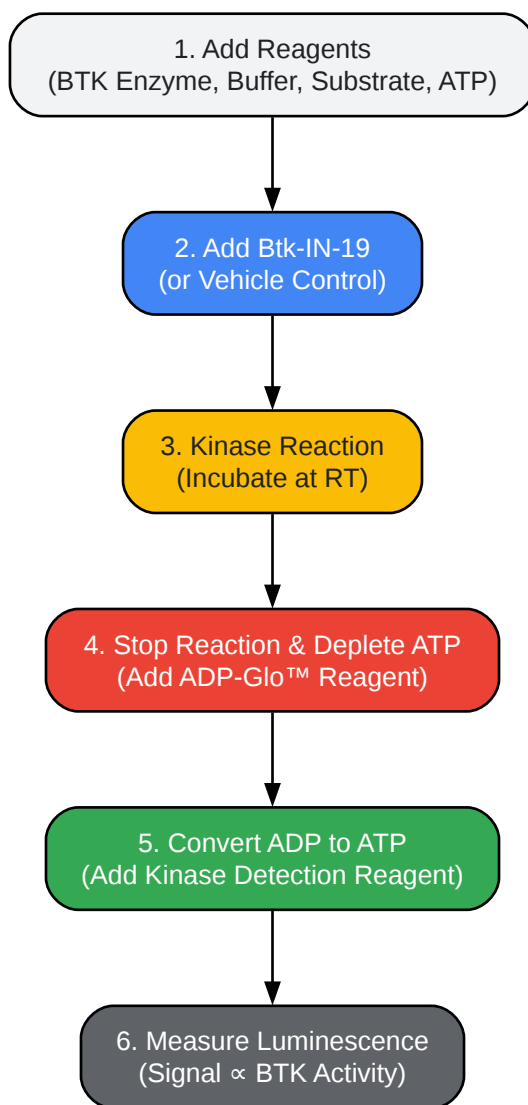 1. Add Reagents
(BTK Enzyme, Buffer, Substrate, ATP)
2. Add Btk-IN-19
(or Vehicle Control)
3. Kinase Reaction
(Incubate at RT)
4. Stop Reaction & Deplete ATP
(Add ADP-Glo™ Reagent)
5. Convert ADP to ATP
(Add Kinase Detection Reagent)
6. Measure Luminescence
(Signal ∝ BTK Activity)